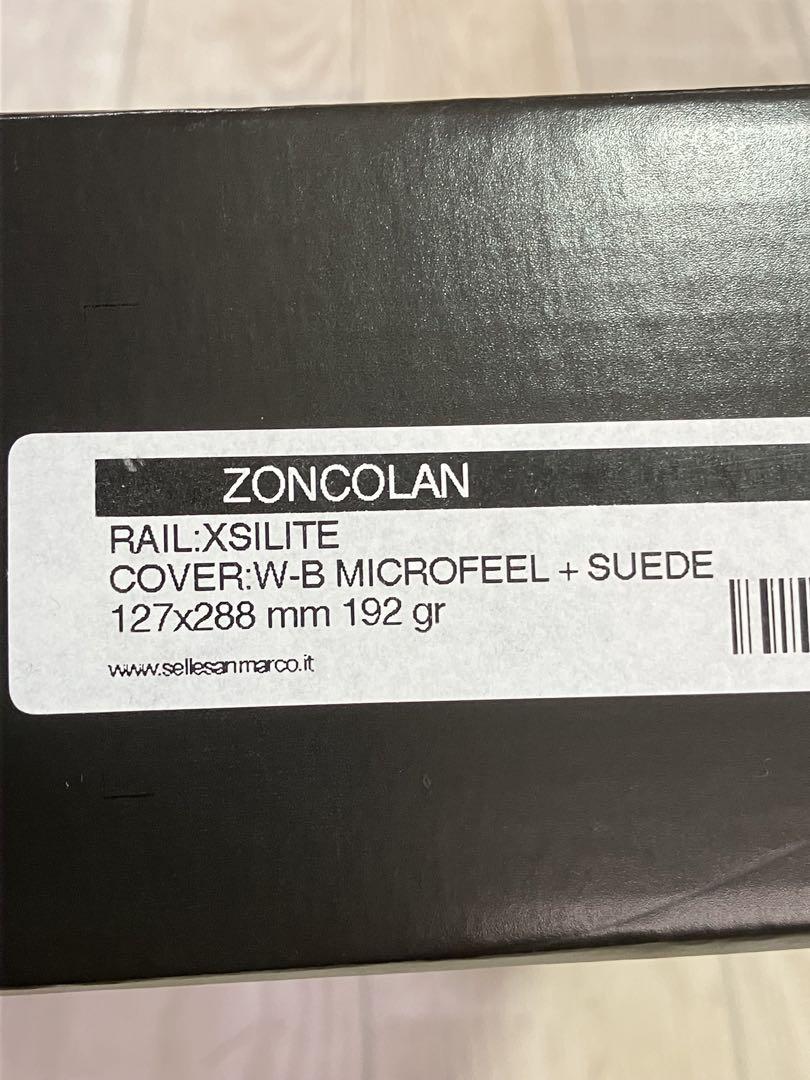 ZONCOLAN
RAIL:XSILITE
COVER:W-B MICROFEEL + SUEDE
127x288 mm 192 gr
www.sellesanmarco.it